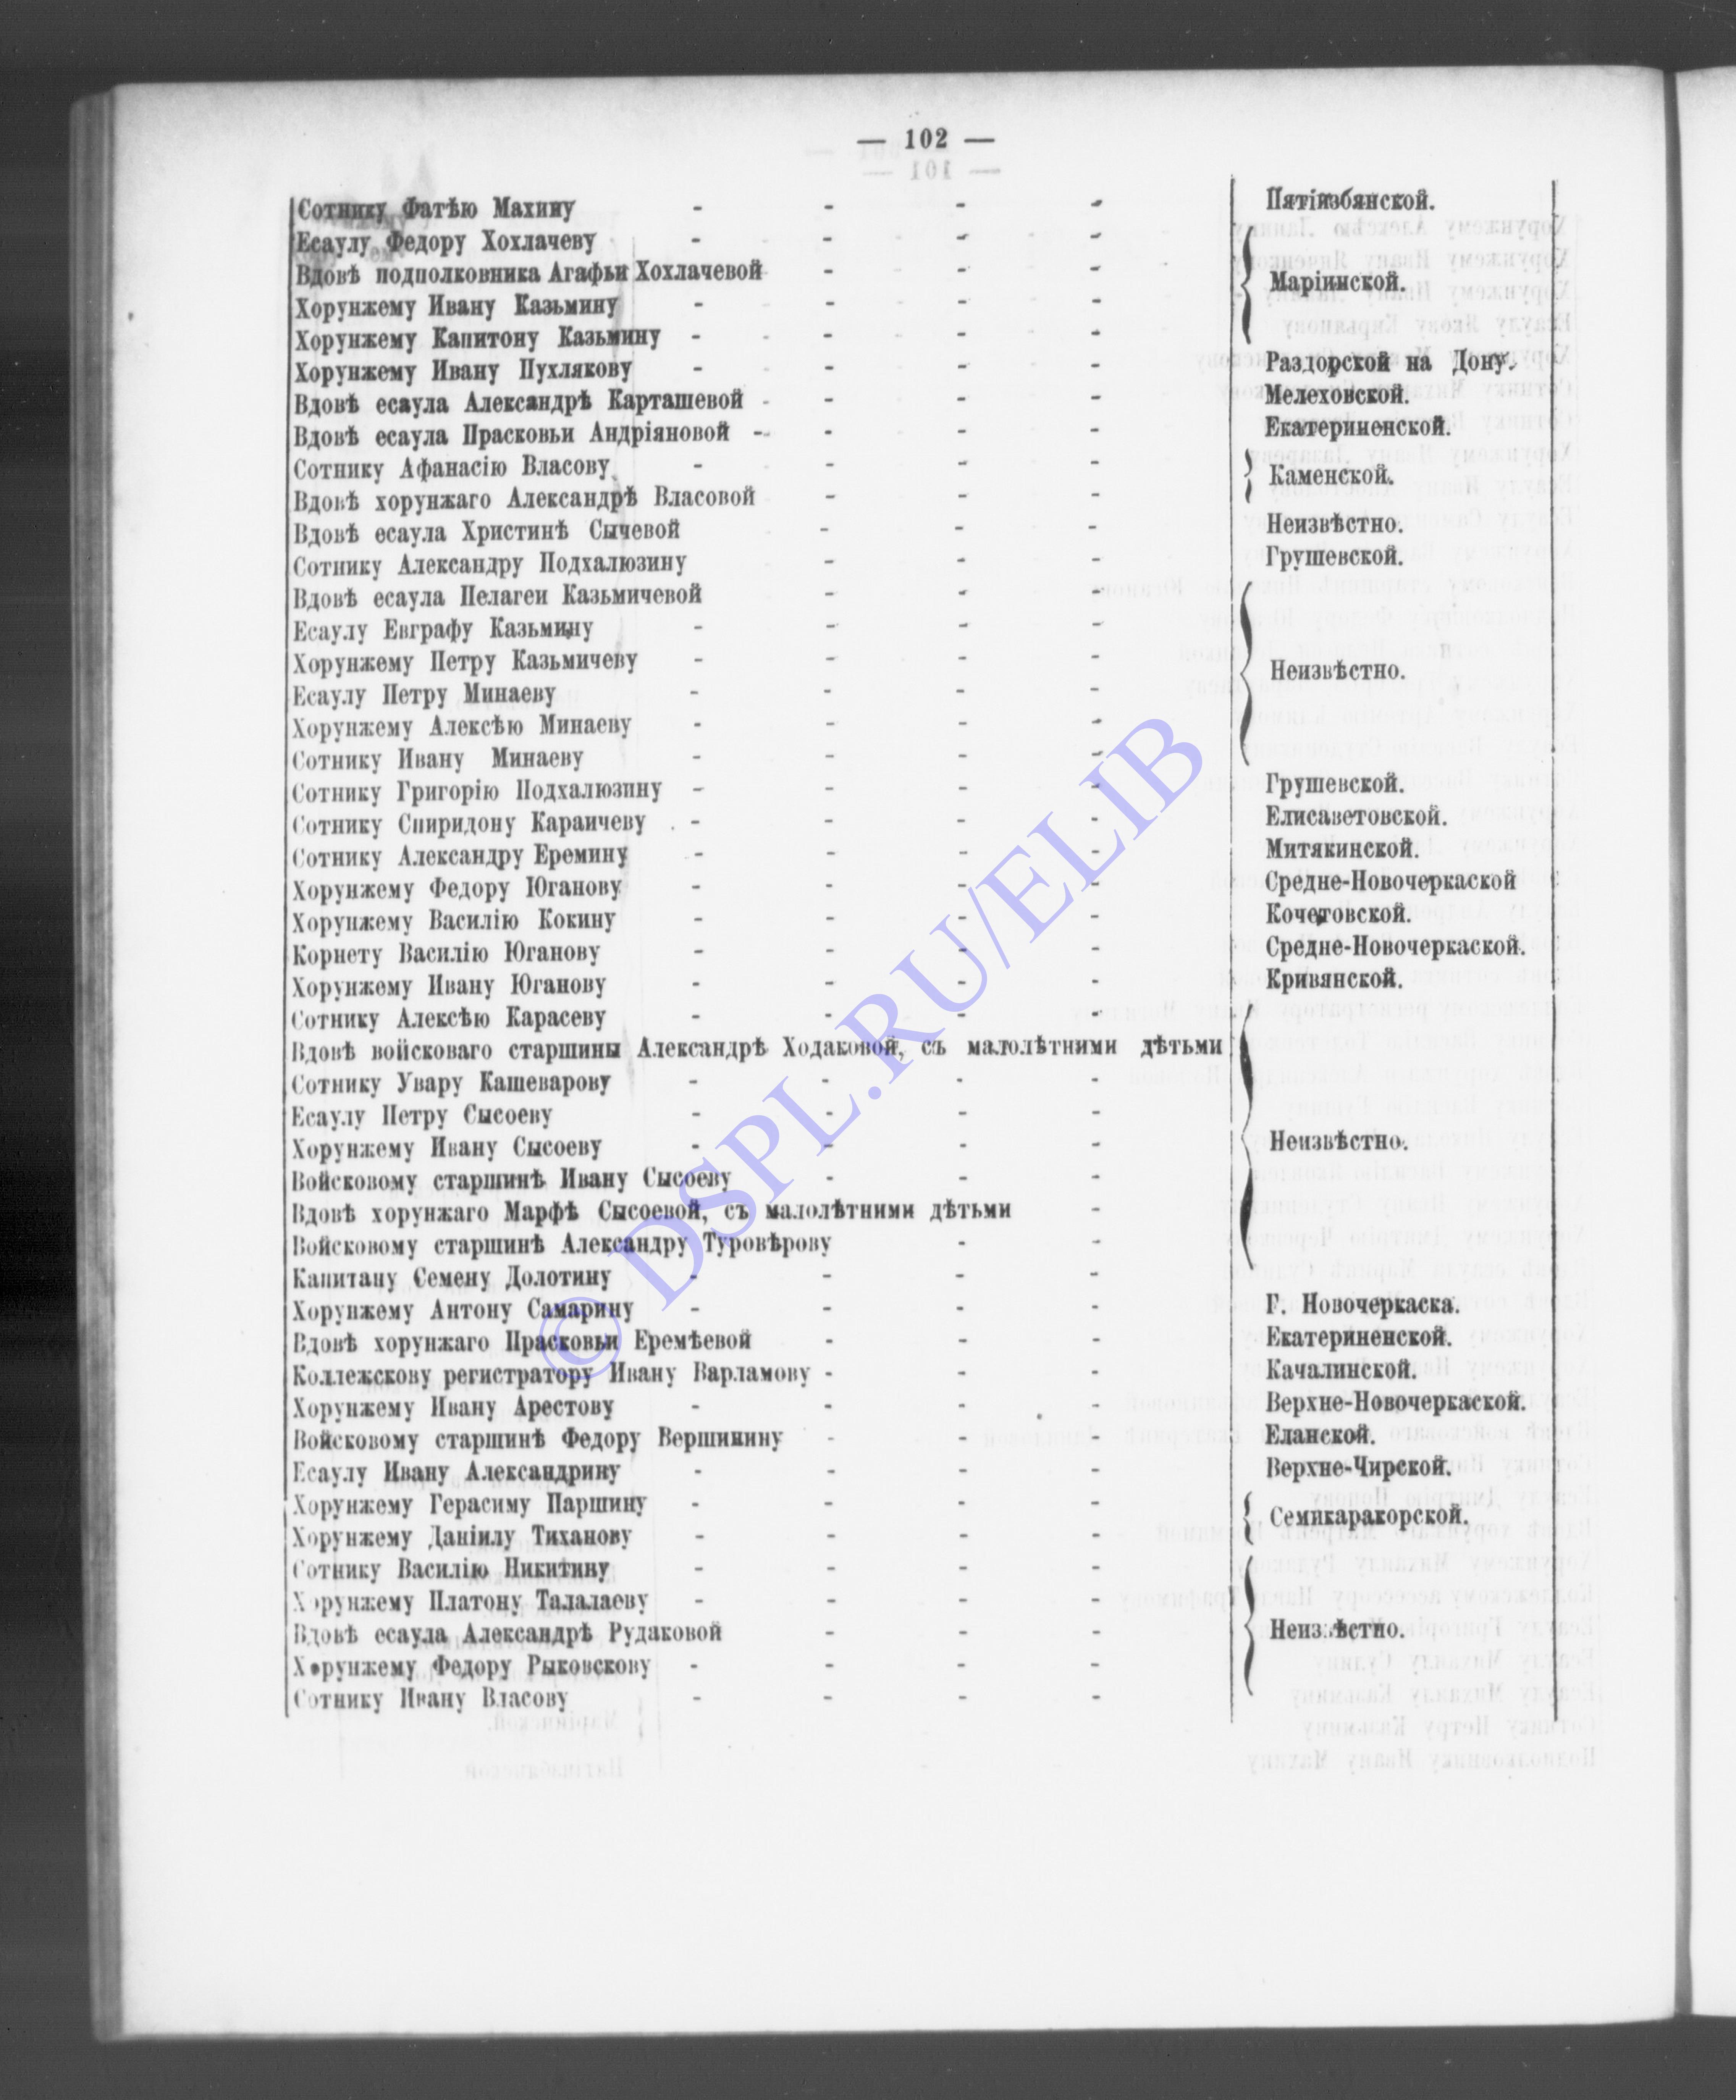 — 102 —
Сотнику Фатѣю Махину - - - - Пятіизбянской.
Есаулу Федору Хохлачеву - - - -
Вдовѣ подполковника Агафьи Хохлачевой - - - Маріинской.
Хорунжему Ивану Казьмину - - - -
Хорунжему Капитону Казьмину - - - -
Хорунжему Ивану Пухлякову - - - - Раздорской на Дону.
Вдовѣ есаула Александрѣ Карташевой - - - - Мелеховской.
Вдовѣ есаула Прасковьи Андріяновой - - - - Екатериненской.
Сотнику Афанасію Власову - - - - Каменской.
Вдовѣ хорунжаго Александрѣ Власовой - - -
Вдовѣ есаула Христинѣ Сычевой - - - Неизвѣстно.
Сотнику Александру Подхалюзину - - - Грушевской.
Вдовѣ есаула Пелагеи Казьмичевой - - -
Есаулу Евграфу Казьмину - - - -
Хорунжему Петру Казьмичеву - - - - Неизвѣстно.
Есаулу Петру Минаеву - - - -
Хорунжему Алексѣю Минаеву - - - -
Сотнику Ивану Минаеву - - - -
Сотнику Григорію Подхалюзину - - - - Грушевской.
Сотнику Спиридону Караичеву - - - - Елисаветовской.
Сотнику Александру Еремину - - - - Митякинской.
Хорунжему Федору Юганову - - - - Средне-Новочеркаской
Хорунжему Василію Кокину - - - - Кочетовской.
Корнету Василію Юганову - - - - Средне-Новочеркаской.
Хорунжему Ивану Юганову - - - - Кривянской.
Сотнику Алексѣю Карасеву - - - -
Вдовѣ войсковаго старшины Александрѣ Ходаковой, съ малолѣтними дѣтьми
Сотнику Увару Кашеварову - - - -
Есаулу Петру Сысоеву - - - -
Хорунжему Ивану Сысоеву - - - - Неизвѣстно.
Войсковому старшинѣ Ивану Сысоеву - - -
Вдовѣ хорунжаго Марфѣ Сысоевой, съ малолѣтними дѣтьми -
Войсковому старшинѣ Александру Туровѣрову - -
Капитану Семену Долотину - - - -
Хорунжему Антону Самарину - - - - Г. Новочеркаска.
Вдовѣ хорунжаго Прасковьи Еремѣевой - - - Екатериненской.
Коллежскову регистратору Ивану Варламову - - - Качалинской.
Хорунжему Ивану Арестову - - - - Верхне-Новочеркаской.
Войсковому старшинѣ Федору Вершинину - - - Еланской.
Есаулу Ивану Александрину - - - - Верхне-Чирской.
Хорунжему Герасиму Паршину - - - - Семикаракорской.
Хорунжему Даніилу Тиханову - - - -
Сотнику Василію Никитину - - - -
Хорунжему Платону Талалаеву - - - -
Вдовѣ есаула Александрѣ Рудаковой - - - Неизвѣстно.
Хорунжему Федору Рыковскову - - - -
Сотнику Ивану Власову - - - -
© DSPL.RU/ELIB